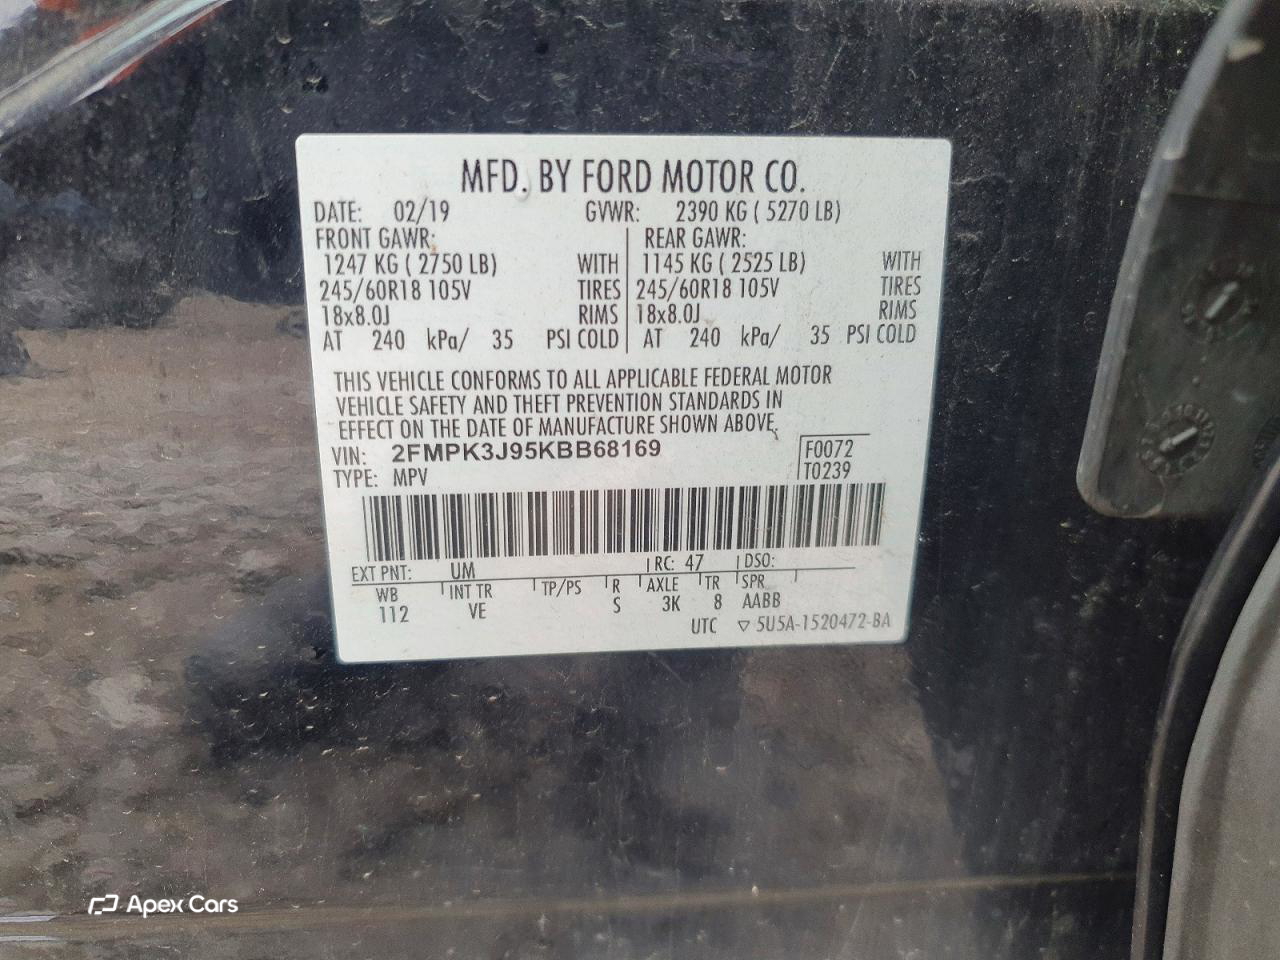 MFD. BY FORD MOTOR CO.
DATE: 02/19 GVWR: 2390 KG ( 5270 LB)
FRONT GAWR: REAR GAWR:
1247 KG ( 2750 LB) WITH 1145 KG ( 2525 LB) WITH
245/60R18 105V TIRES 245/60R18 105V TIRES
18x8.0J RIMS 18x8.0J RIMS
AT 240 kPa/ 35 PSI COLD AT 240 kPa/ 35 PSI COLD
THIS VEHICLE CONFORMS TO ALL APPLICABLE FEDERAL MOTOR
VEHICLE SAFETY AND THEFT PREVENTION STANDARDS IN
EFFECT ON THE DATE OF MANUFACTURE SHOWN ABOVE.
VIN: 2FMPK3J95KBB68169 F0072
TYPE: MPV T0239
EXT PNT: UM RC: 47 DSO:
WB INT TR TP/PS R AXLE TR SPR
112 VE S 3K 8 AABB
UTC ▽ 5U5A-1520472-BA
Apex Cars